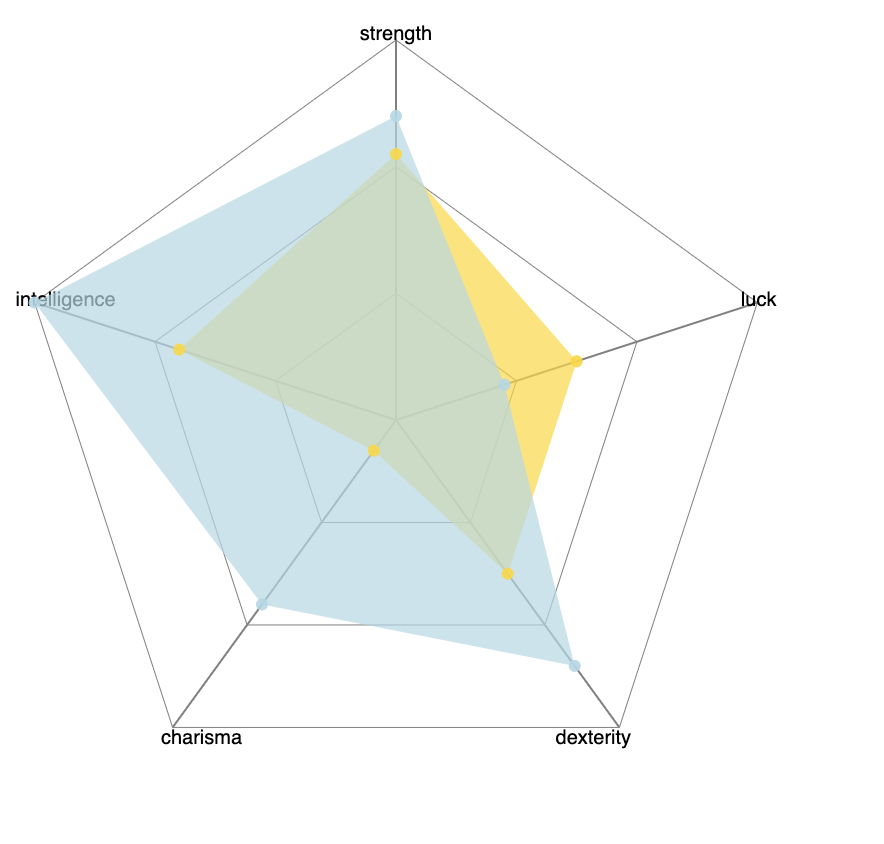 strength
intelligence
luck
charisma
dexterity